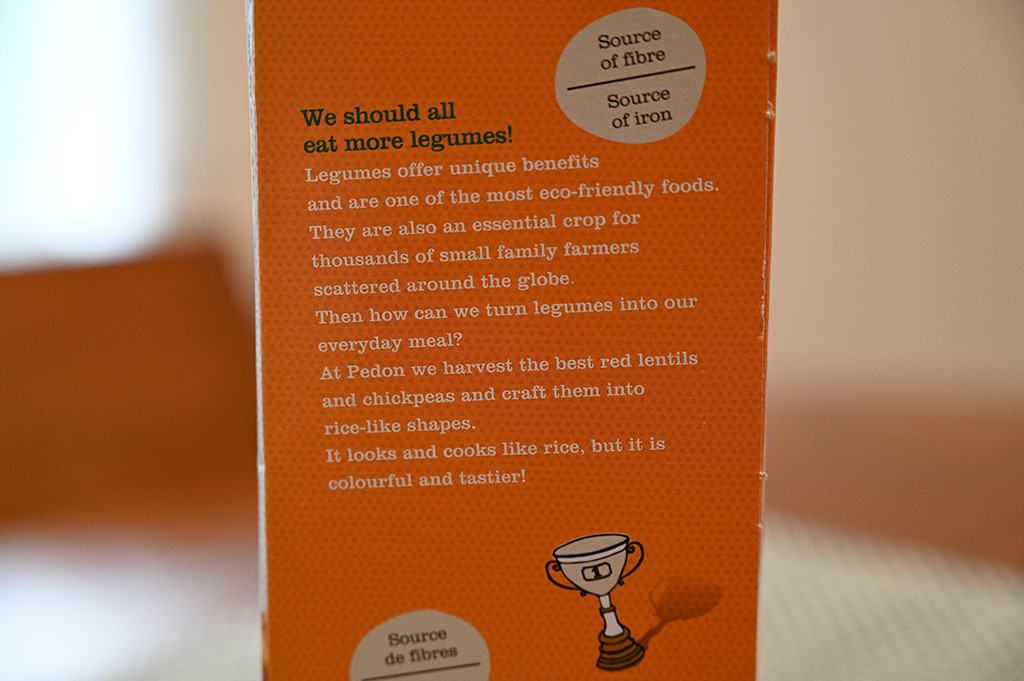 Source
of fibre
Source
of iron
We should all
eat more legumes!
Legumes offer unique benefits
and are one of the most eco-friendly foods.
They are also an essential crop for
thousands of small family farmers
scattered around the globe.
Then how can we turn legumes into our
everyday meal?
At Pedon we harvest the best red lentils
and chickpeas and craft them into
rice-like shapes.
It looks and cooks like rice, but it is
colourful and tastier!
1
Source
de fibres